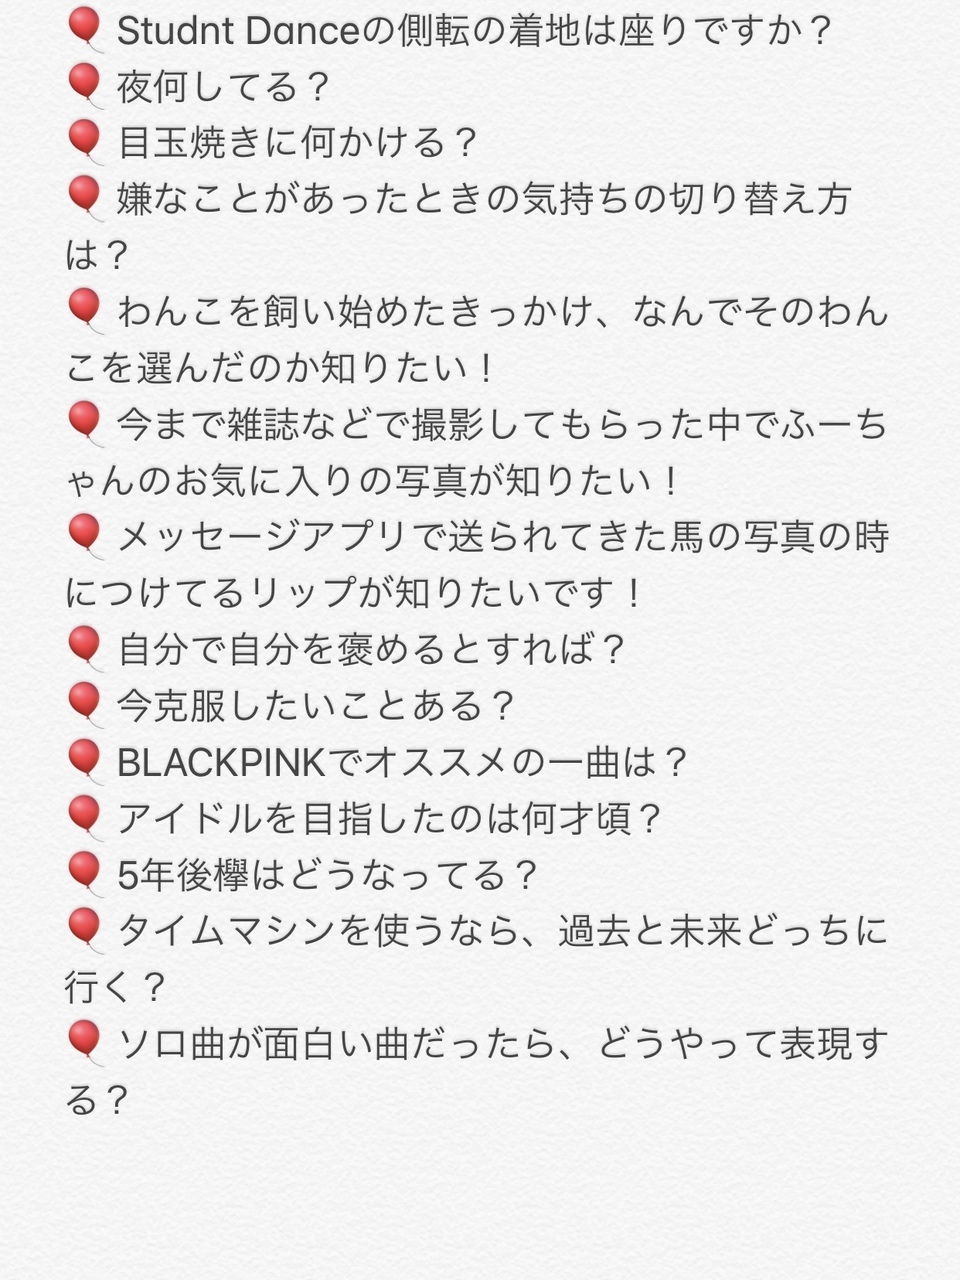 🎈 Studnt Danceの側転の着地は座りですか？
🎈 夜何してる？
🎈 目玉焼きに何かける？
🎈 嫌なことがあったときの気持ちの切り替え方
は？
🎈 わんこを飼い始めたきっかけ、なんでそのわん
こを選んだのか知りたい！
🎈 今まで雑誌などで撮影してもらった中でふーち
ゃんのお気に入りの写真が知りたい！
🎈 メッセージアプリで送られてきた馬の写真の時
につけてるリップが知りたいです！
🎈 自分で自分を褒めるとすれば？
🎈 今克服したいことある？
🎈 BLACKPINKでオススメの一曲は？
🎈 アイドルを目指したのは何才頃？
🎈 5年後欅はどうなってる？
🎈 タイムマシンを使うなら、過去と未来どっちに
行く？
🎈 ソロ曲が面白い曲だったら、どうやって表現す
る？